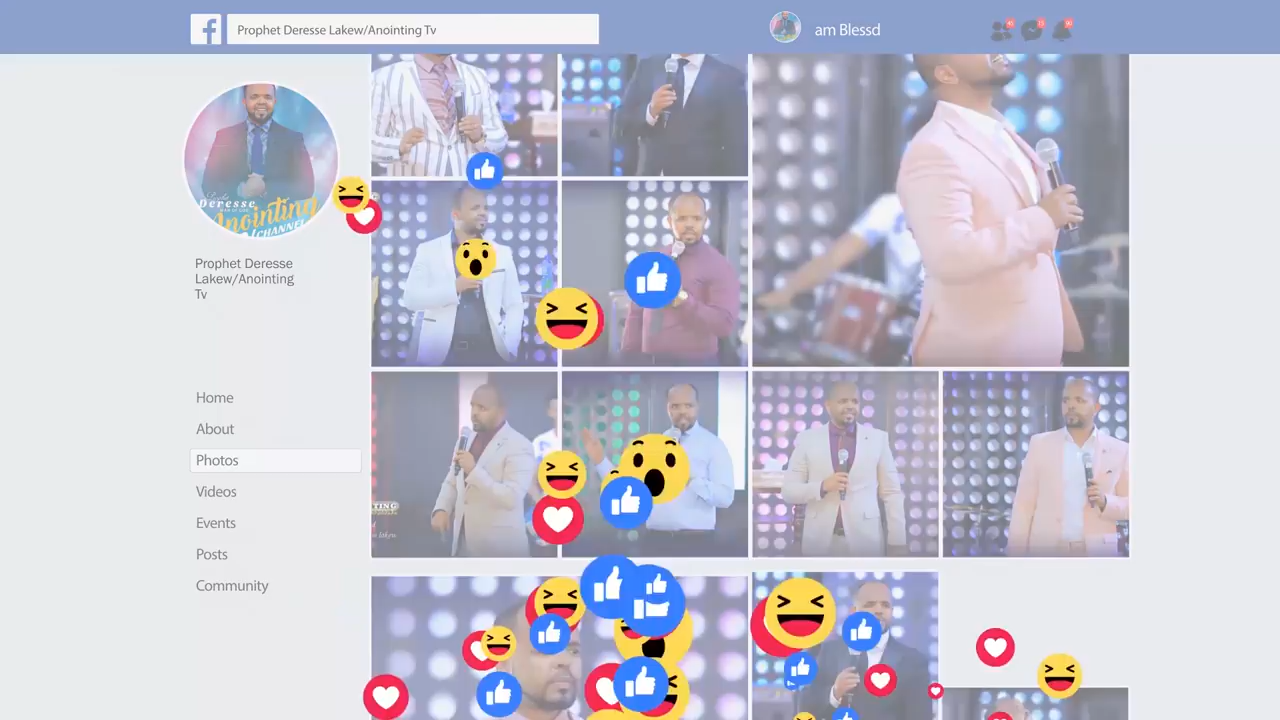 Prophet Deresse Lakew/Anointing Tv
am Blessd
Deresse
Anointing
CHANNEL
Prophet Deresse
Lakew/Anointing
Tv
Home
About
Photos
Videos
Events
Posts
Community